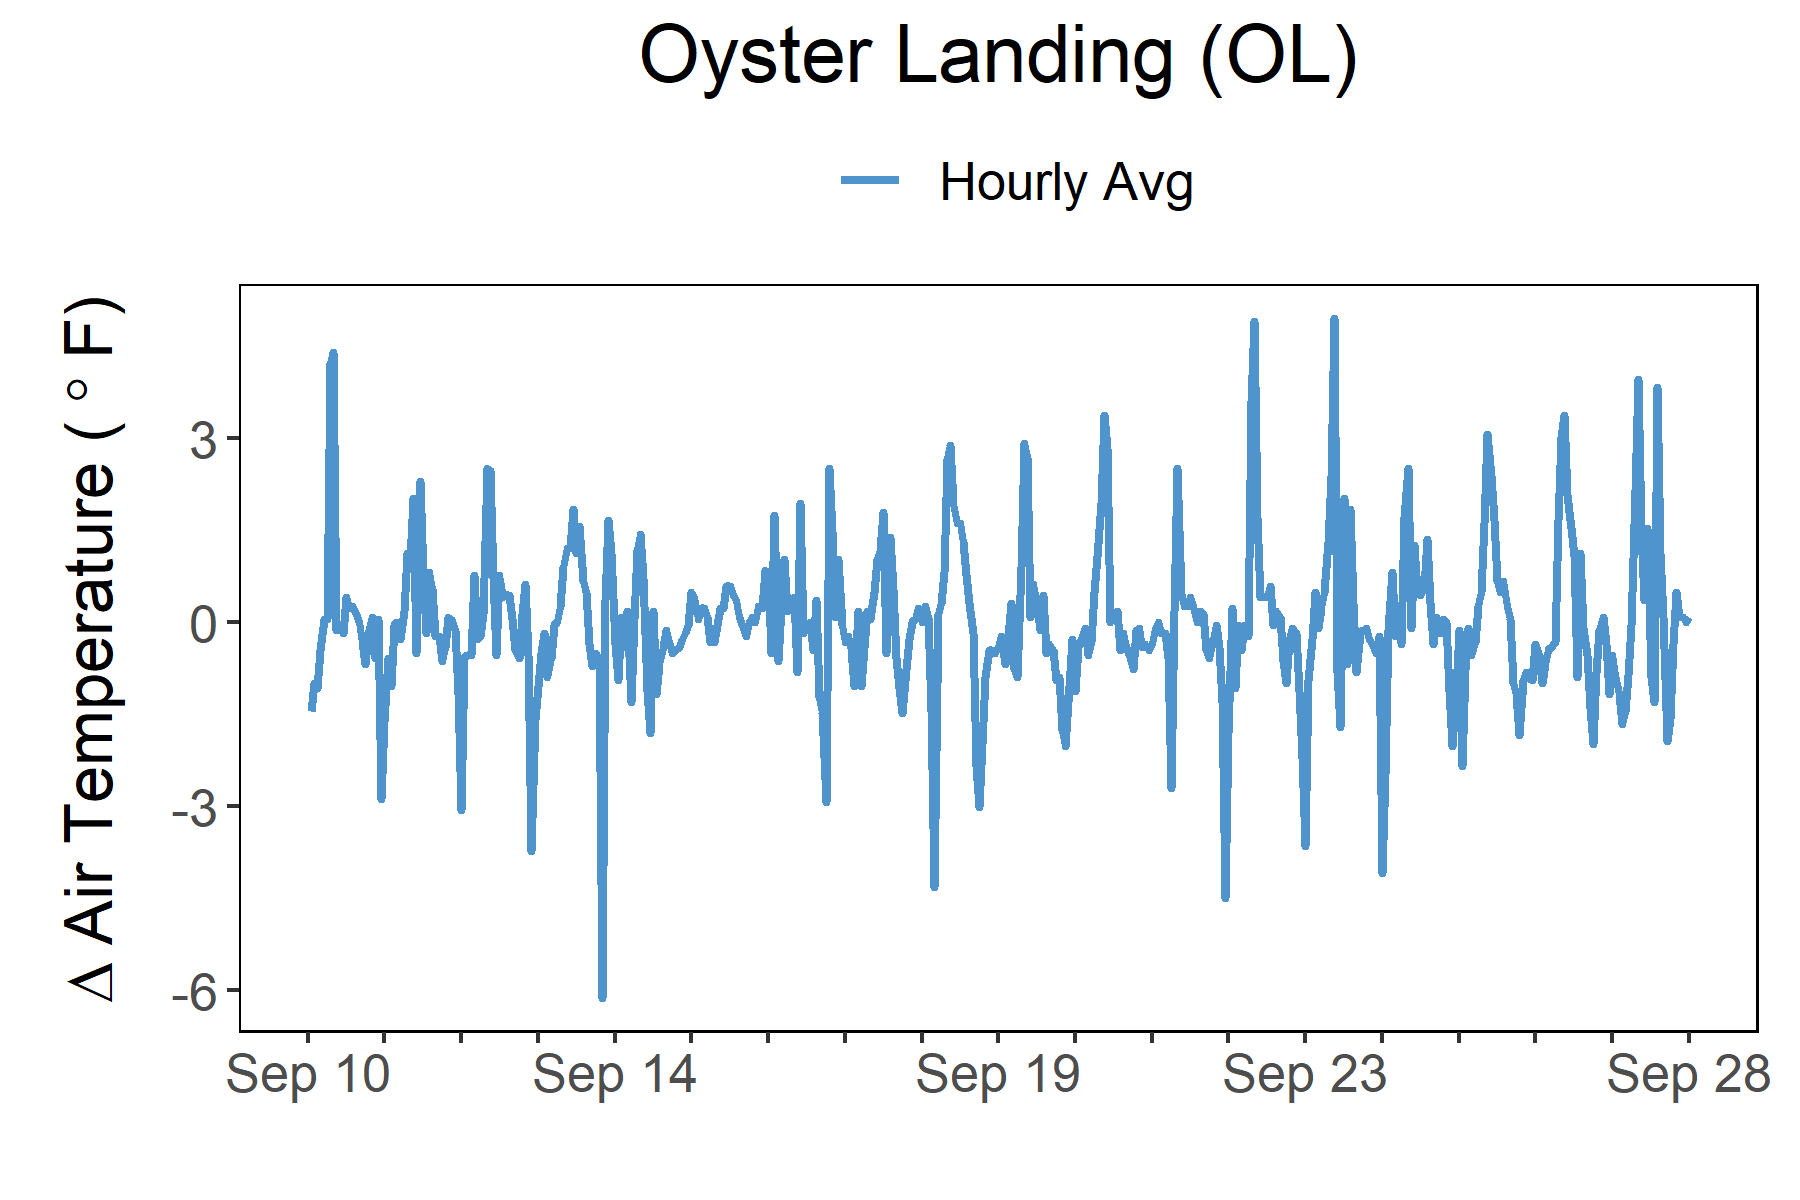 Oyster Landing (OL)
Hourly Avg
Δ Air Temperature ( ° F)
3
0
-3
-6
Sep 10 Sep 14 Sep 19 Sep 23 Sep 28